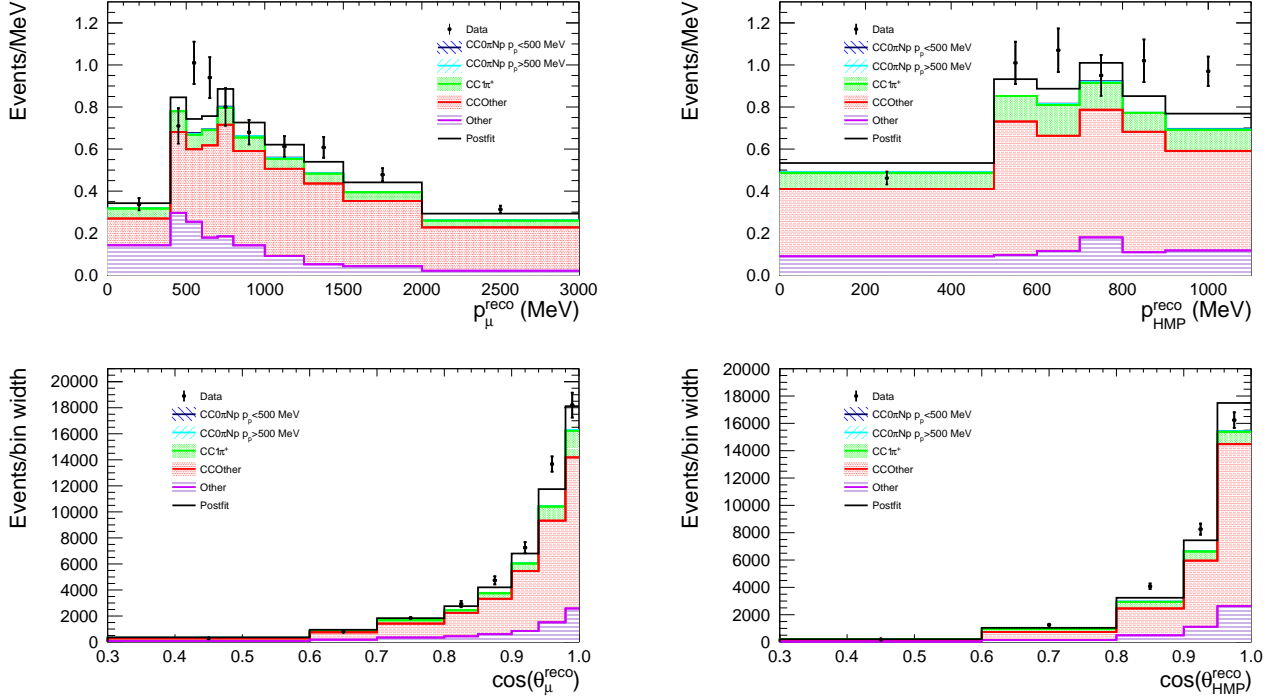 Events/MeV
1.2
1.0
0.8
0.6
0.4
0.2
0.0
Data
CC0πNp p_p<500 MeV
CC0πNp p_p>500 MeV
CC1π⁺
CCOther
Other
Postfit
0 500 1000 1500 2000 2500 3000
p_μ^reco (MeV)
Events/MeV
1.2
1.0
0.8
0.6
0.4
0.2
0.0
Data
CC0πNp p_p<500 MeV
CC0πNp p_p>500 MeV
CC1π⁺
CCOther
Other
Postfit
0 200 400 600 800 1000
p_HMP^reco (MeV)
Events/bin width
20000
18000
16000
14000
12000
10000
8000
6000
4000
2000
0
Data
CC0πNp p_p<500 MeV
CC0πNp p_p>500 MeV
CC1π⁺
CCOther
Other
Postfit
0.3 0.4 0.5 0.6 0.7 0.8 0.9 1.0
cos(θ_μ^reco)
Events/bin width
20000
18000
16000
14000
12000
10000
8000
6000
4000
2000
0
Data
CC0πNp p_p<500 MeV
CC0πNp p_p>500 MeV
CC1π⁺
CCOther
Other
Postfit
0.3 0.4 0.5 0.6 0.7 0.8 0.9 1.0
cos(θ_HMP^reco)